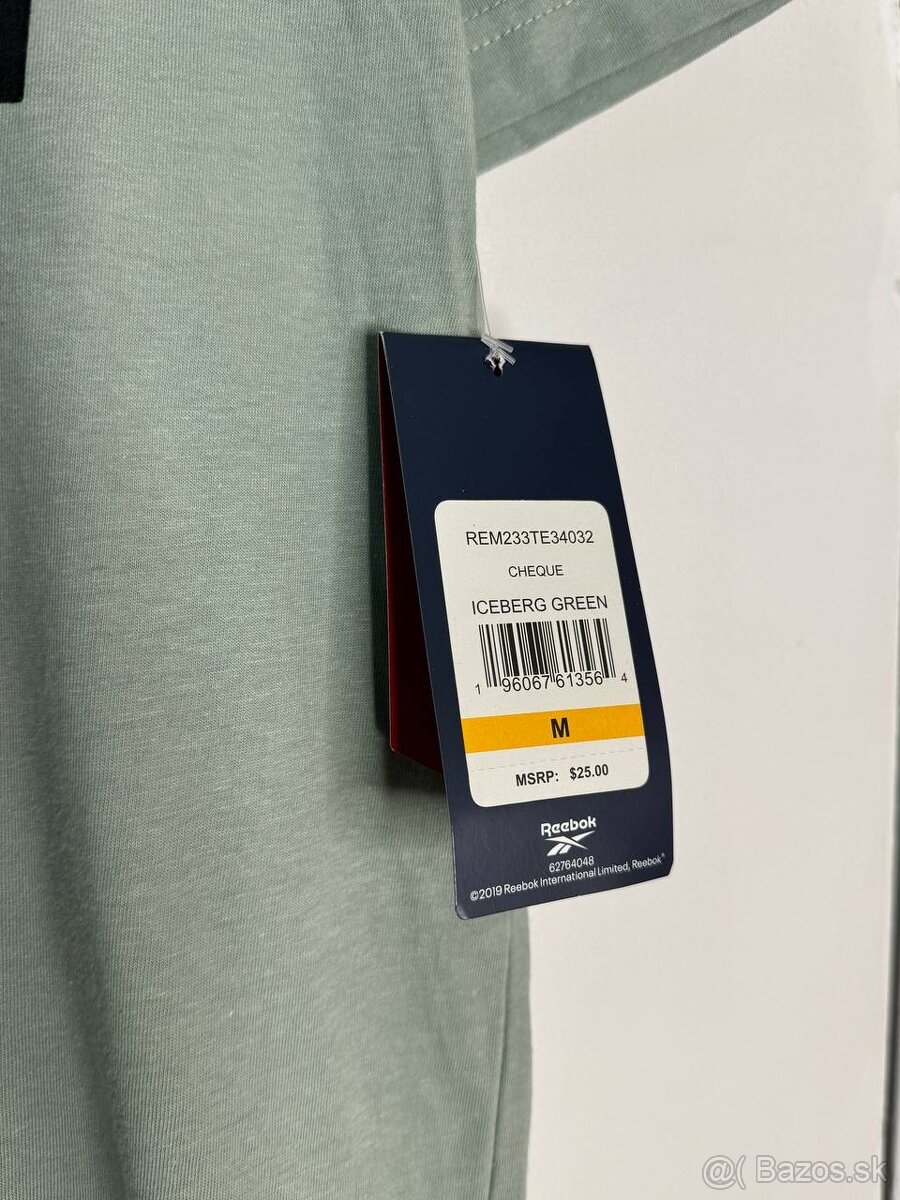 REM233TE34032
CHEQUE
ICEBERG GREEN
1 96067 61356 4
M
MSRP: $25.00
Reebok
62764048
©2019 Reebok International Limited, Reebok®
@( Bazos.sk